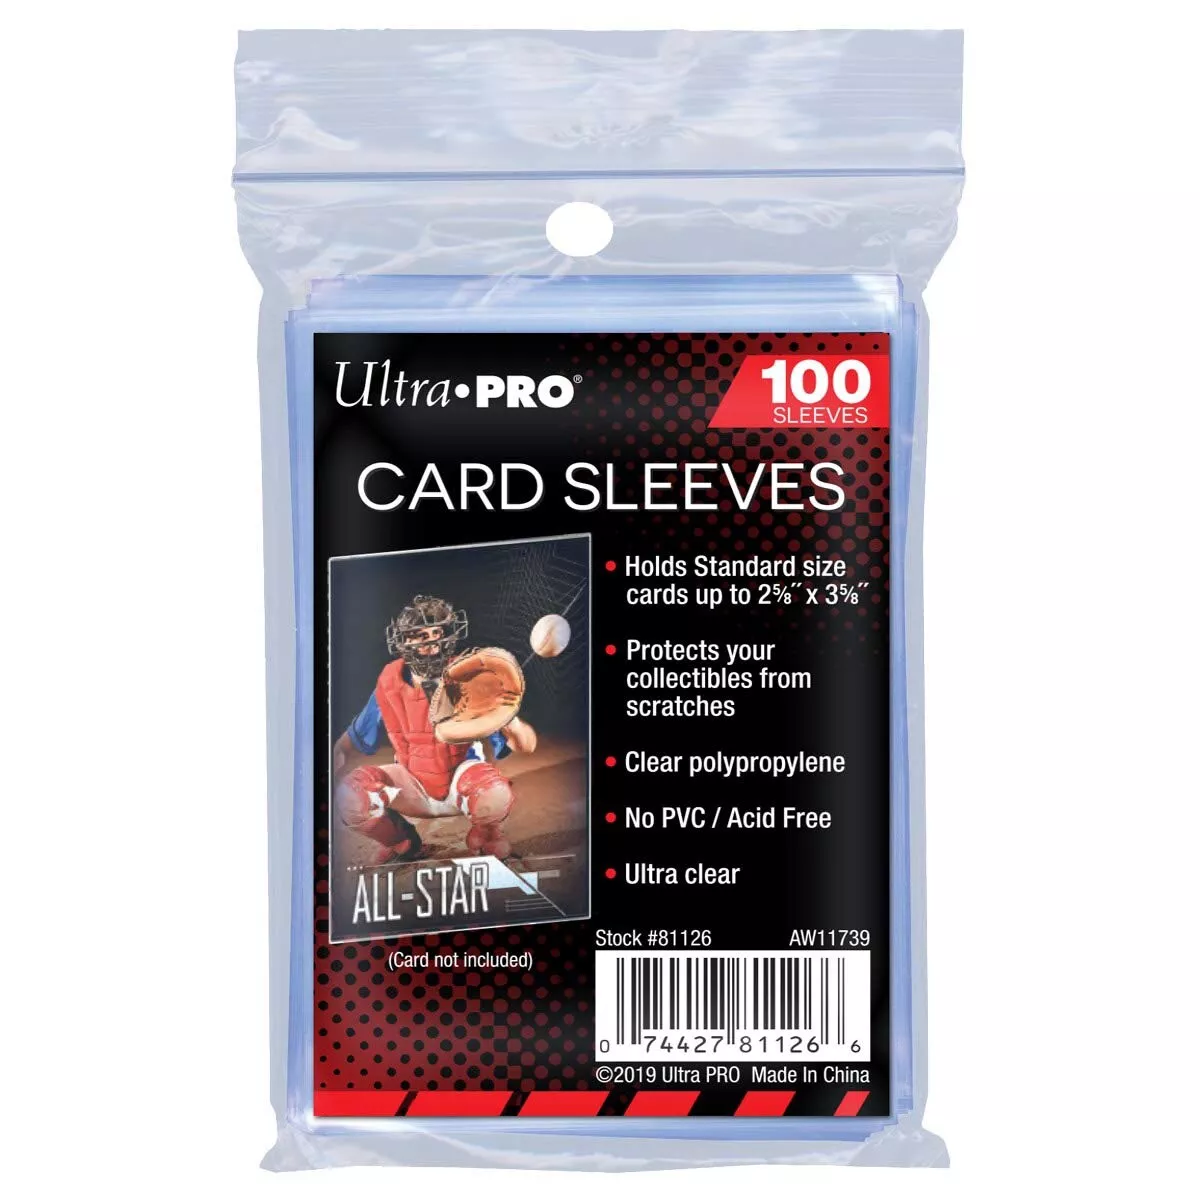 Ultra•PRO®
100
SLEEVES
CARD SLEEVES
• Holds Standard size
cards up to 2⅝˝ x 3⅝˝
• Protects your
collectibles from
scratches
• Clear polypropylene
• No PVC / Acid Free
• Ultra clear
ALL-STAR
(Card not included)
Stock #81126 AW11739
0 74427 81126 6
©2019 Ultra PRO Made In China